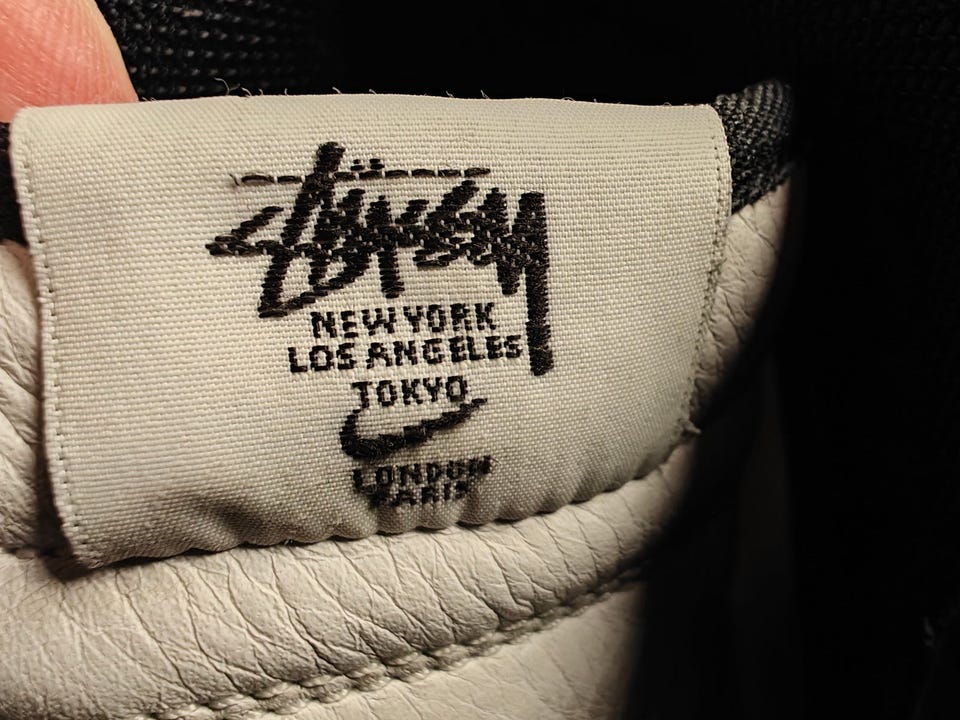 Stüssy
NEW YORK
LOS ANGELES
TOKYO
LONDON
PARIS